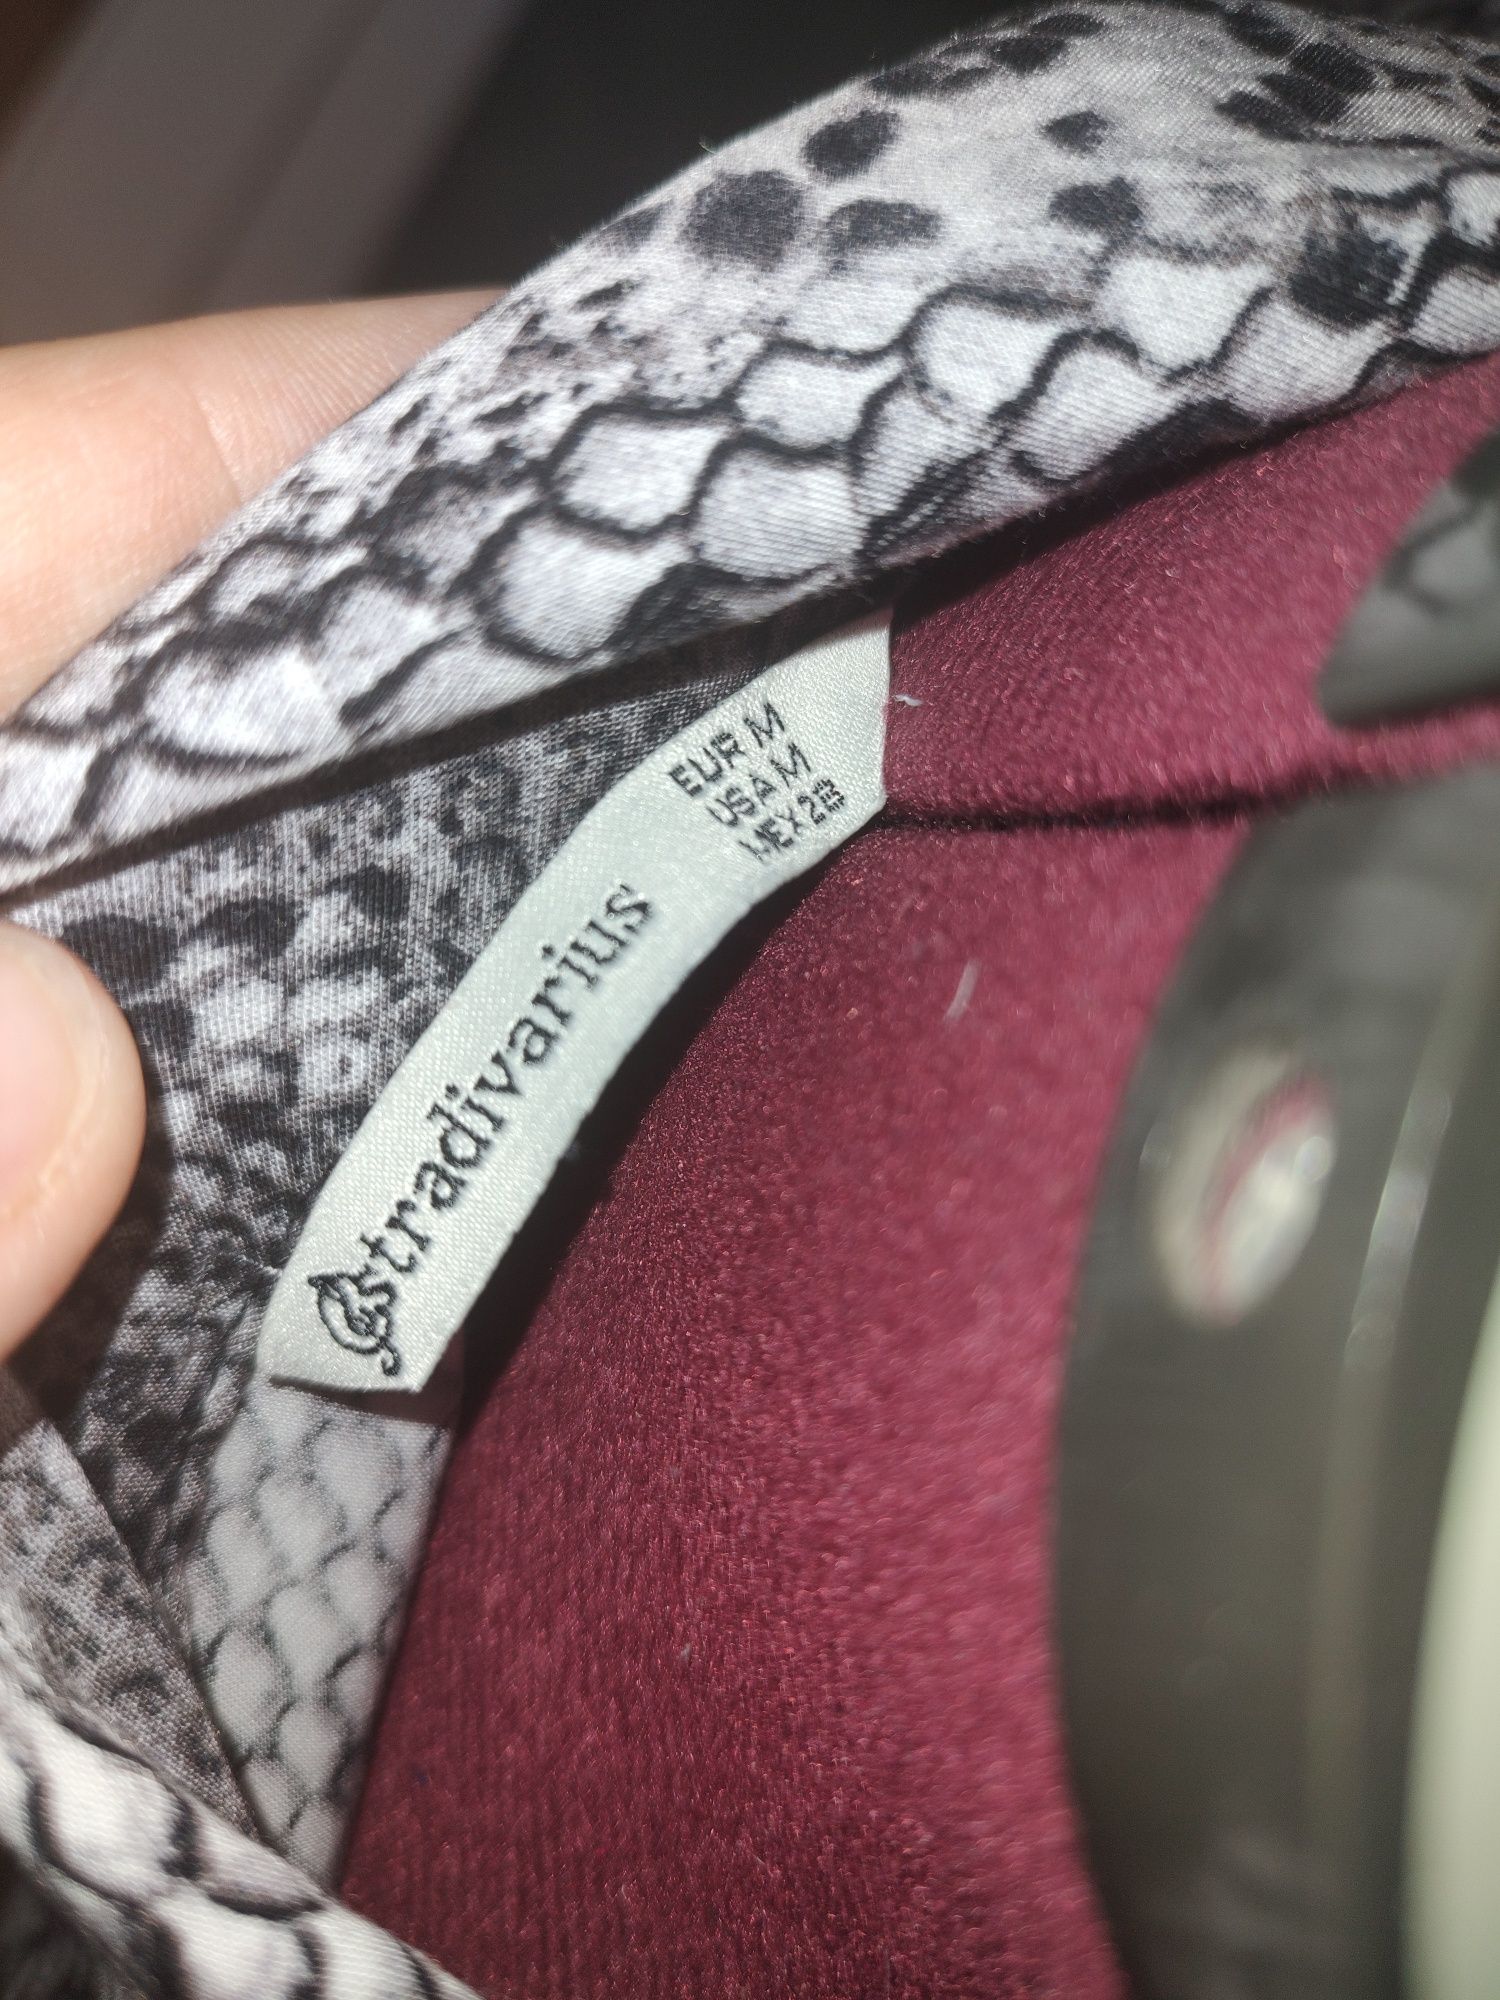 stradivarius
EUR M
USA M
MEX 28